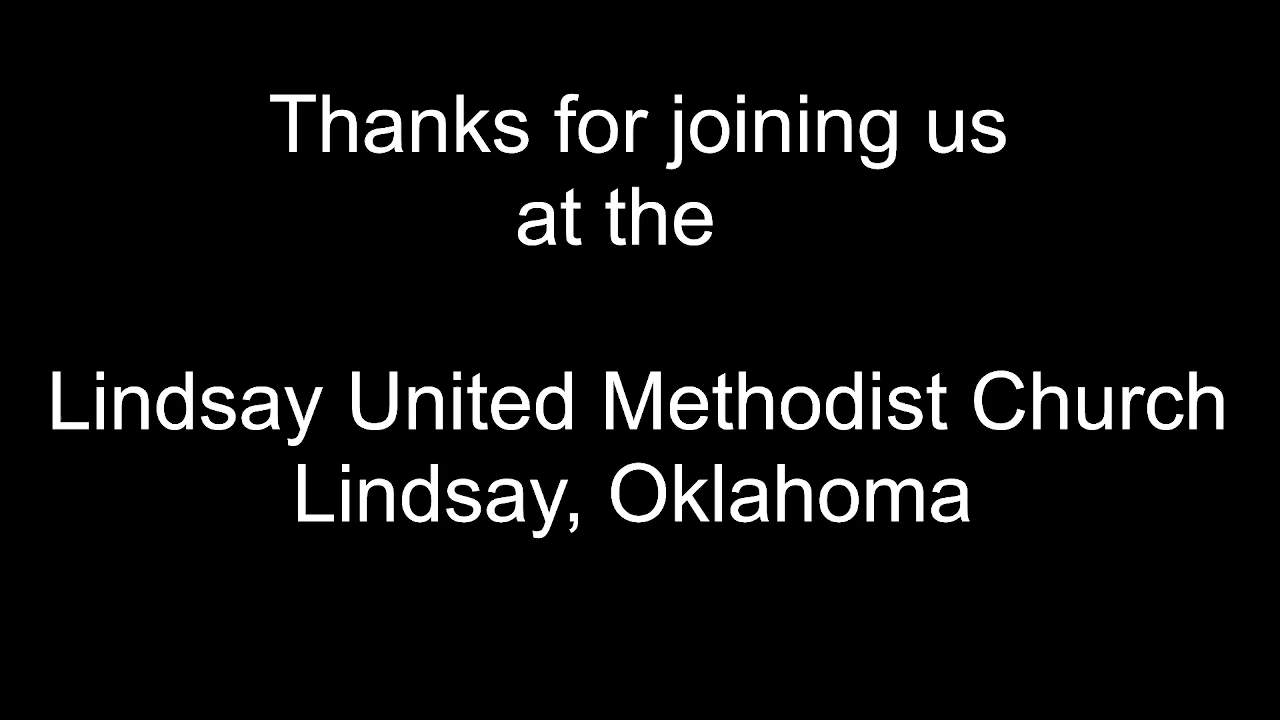 Thanks for joining us
at the
Lindsay United Methodist Church
Lindsay, Oklahoma